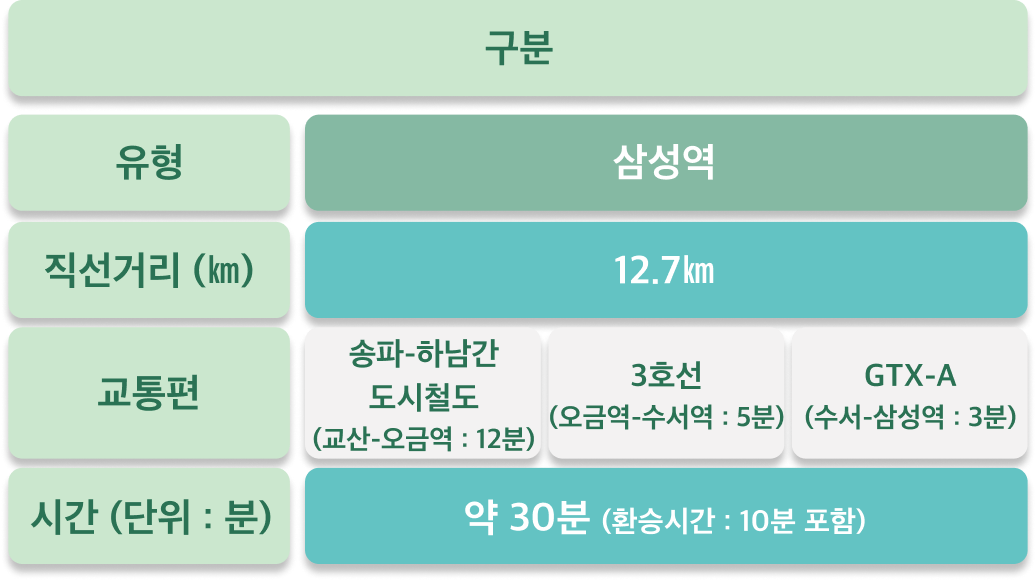 구분
유형
삼성역
직선거리 (㎞)
12.7㎞
교통편
송파-하남간
도시철도
(교산-오금역 : 12분)
3호선
(오금역-수서역 : 5분)
GTX-A
(수서-삼성역 : 3분)
시간 (단위 : 분)
약 30분 (환승시간 : 10분 포함)